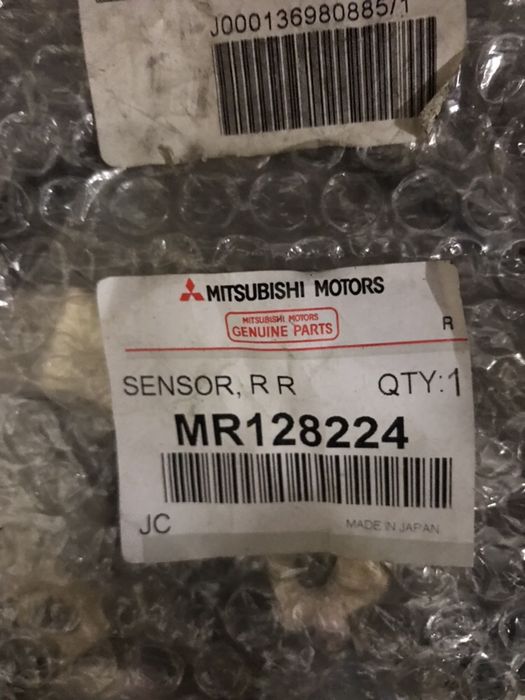 J000136980885/1
MITSUBISHI MOTORS
MITSUBISHI MOTORS
GENUINE PARTS
R
SENSOR, R R QTY:1
MR128224
JC MADE IN JAPAN